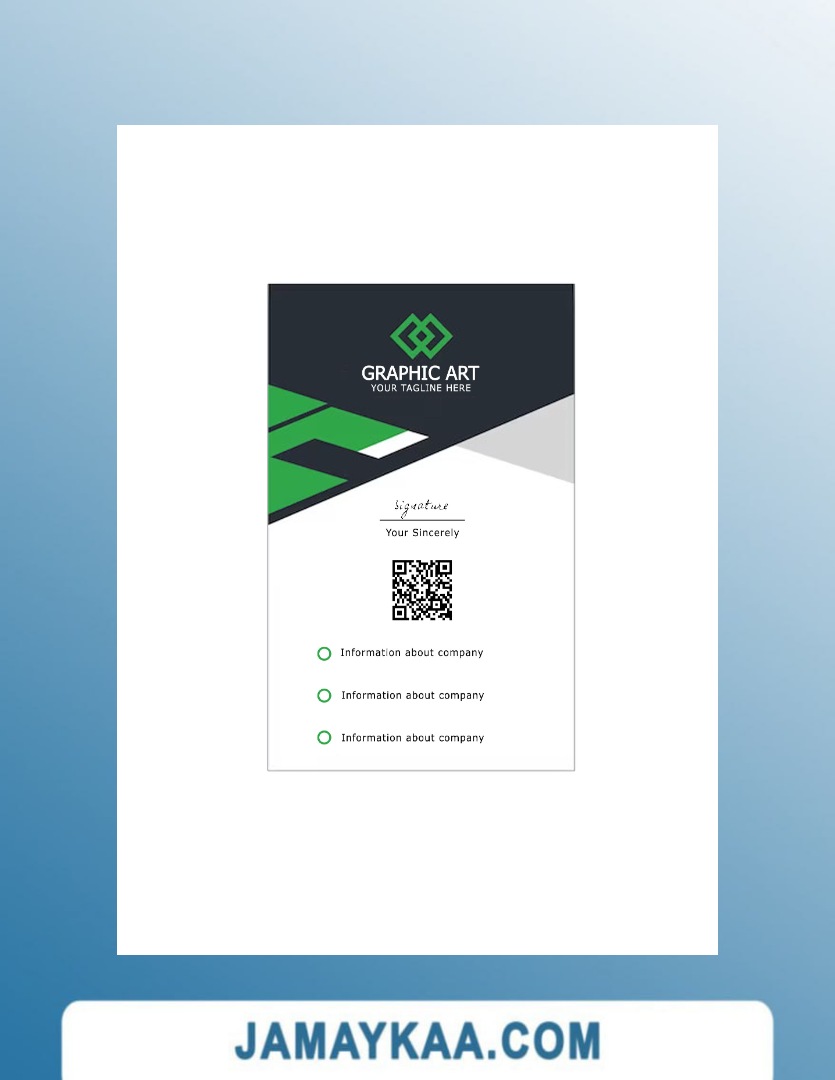 GRAPHIC ART
YOUR TAGLINE HERE
Signature
Your Sincerely
Information about company
Information about company
Information about company
JAMAYKAA.COM